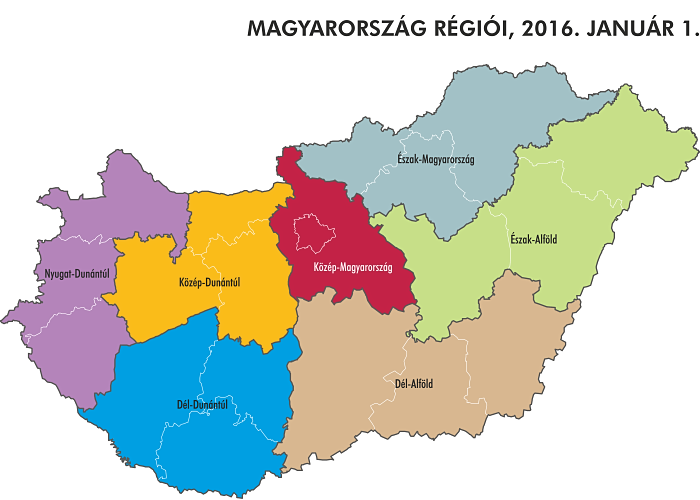 MAGYARORSZÁG RÉGIÓI, 2016. JANUÁR 1.
Észak-Magyarország
Észak-Alföld
Közép-Magyarország
Nyugat-Dunántúl
Közép-Dunántúl
Dél-Alföld
Dél-Dunántúl